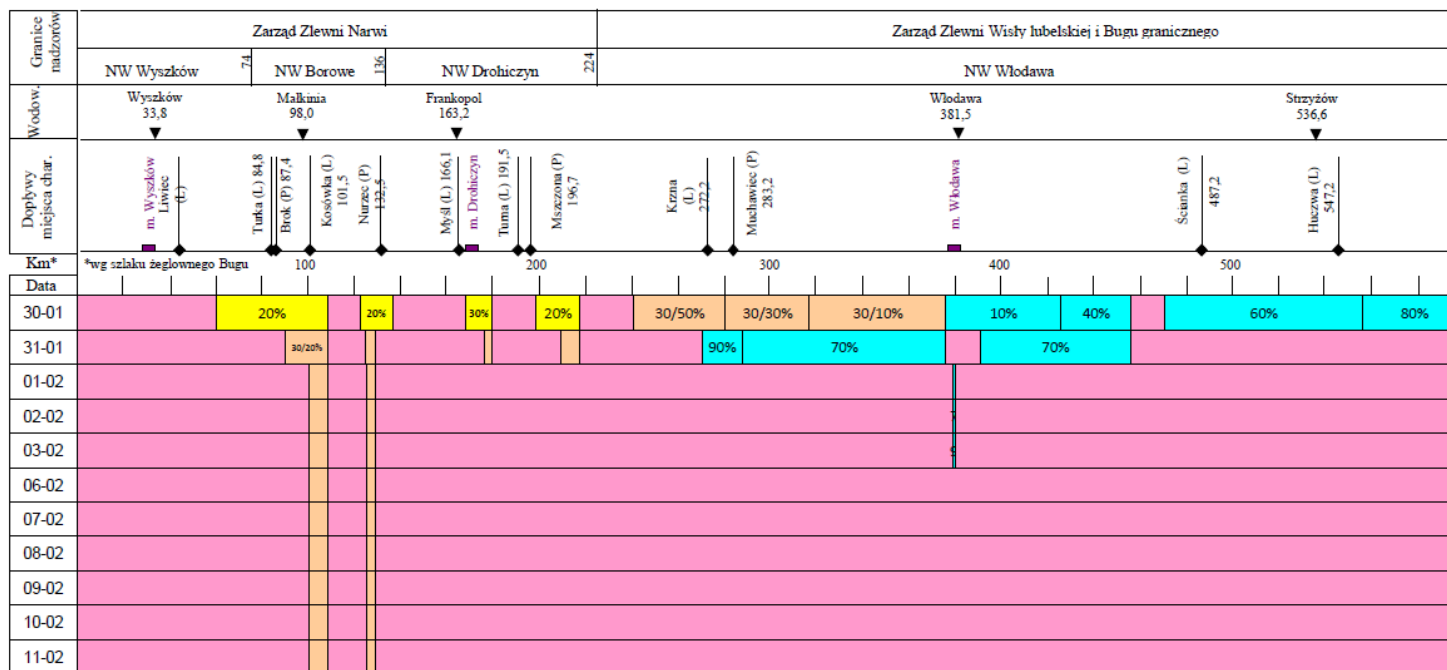 Granice nadzorów
Zarząd Zlewni Narwi
Zarząd Zlewni Wisły lubelskiej i Bugu granicznego
NW Wyszków
74
NW Borowe
136
NW Drohiczyn
224
NW Włodawa
Wodow.
Wyszków
33,8
Małkinia
98,0
Frankopol
163,2
Włodawa
381,5
Strzyżów
536,6
Dopływy
miejsca char.
m. Wyszków
Liwiec
(L)
Turka (L) 84,8
Brok (P) 87,4
Kosówka (L)
101,5
Nurzec (P)
132,5
Myśl (L) 166,1
m. Drohiczyn
Tuma (L) 191,5
Mszczona (P)
196,7
Krzna
(L)
272,2
Muchawiec (P)
283,2
m. Włodawa
Ścianka (L)
487,2
Huczwa (L)
547,2
Km*
*wg szlaku żeglownego Bugu
100
200
300
400
500
Data
30-01
20%
20%
30%
20%
30/50%
30/30%
30/10%
10%
40%
60%
80%
31-01
30/20%
90%
70%
70%
01-02
02-02
03-02
06-02
07-02
08-02
09-02
10-02
11-02